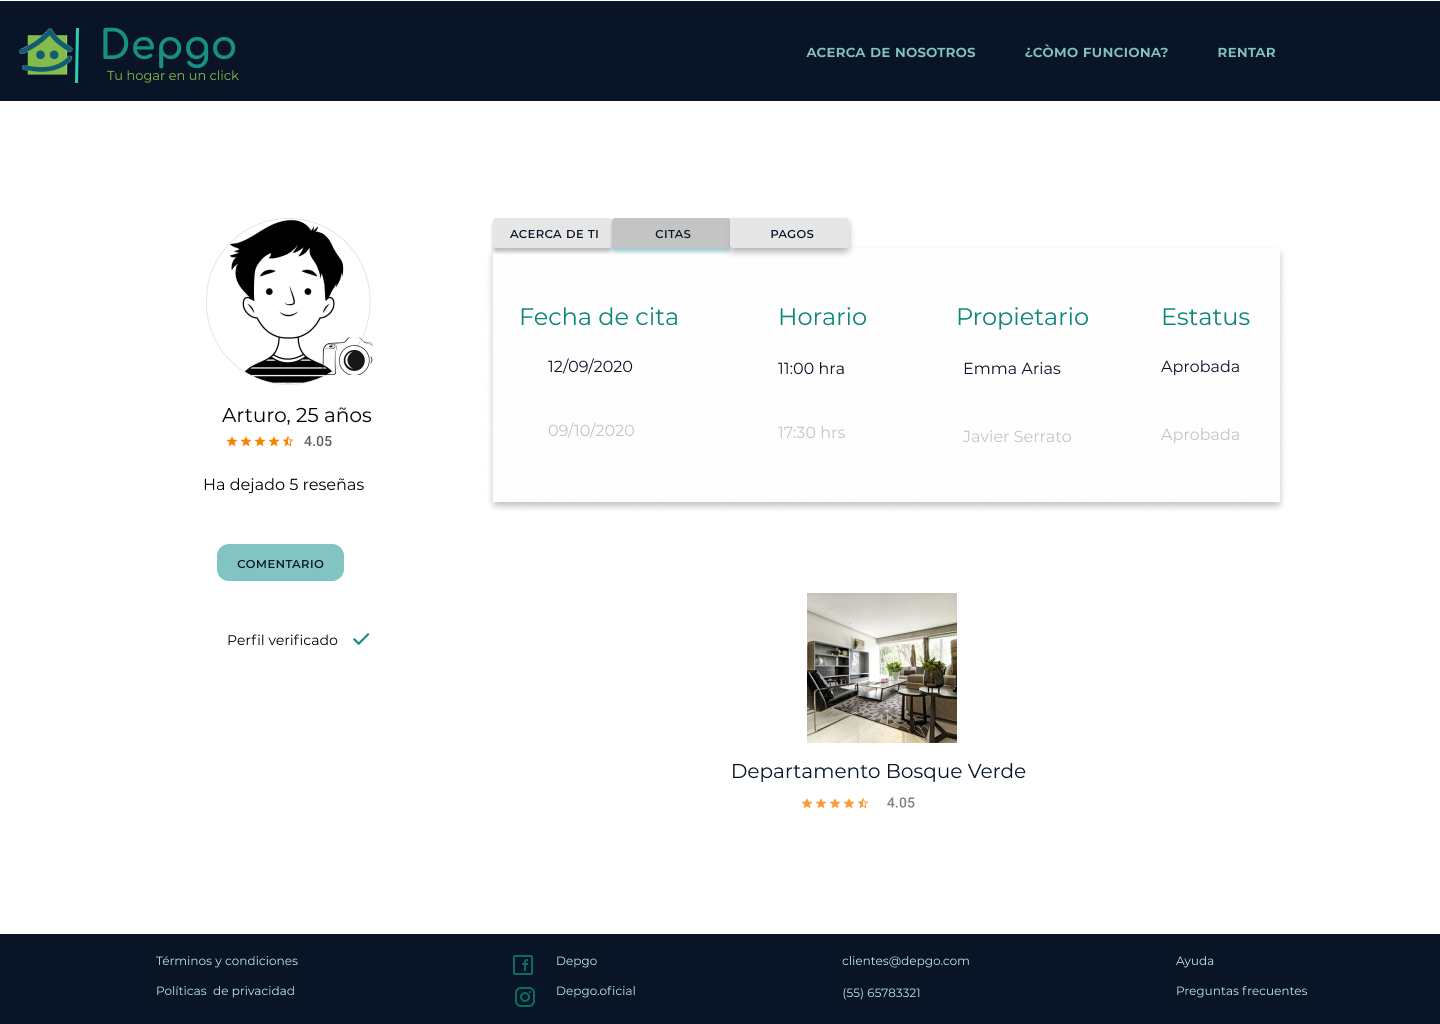 Depgo
Tu hogar en un click
ACERCA DE NOSOTROS
¿CÒMO FUNCIONA?
RENTAR
ACERCA DE TI
CITAS
PAGOS
Arturo, 25 años
4.05
Ha dejado 5 reseñas
COMENTARIO
Perfil verificado
Fecha de cita Horario Propietario Estatus
12/09/2020 11:00 hra Emma Arias Aprobada
09/10/2020 17:30 hrs Javier Serrato Aprobada
Departamento Bosque Verde
4.05
Términos y condiciones
Políticas  de privacidad
Depgo
Depgo.oficial
clientes@depgo.com
(55) 65783321
Ayuda
Preguntas frecuentes